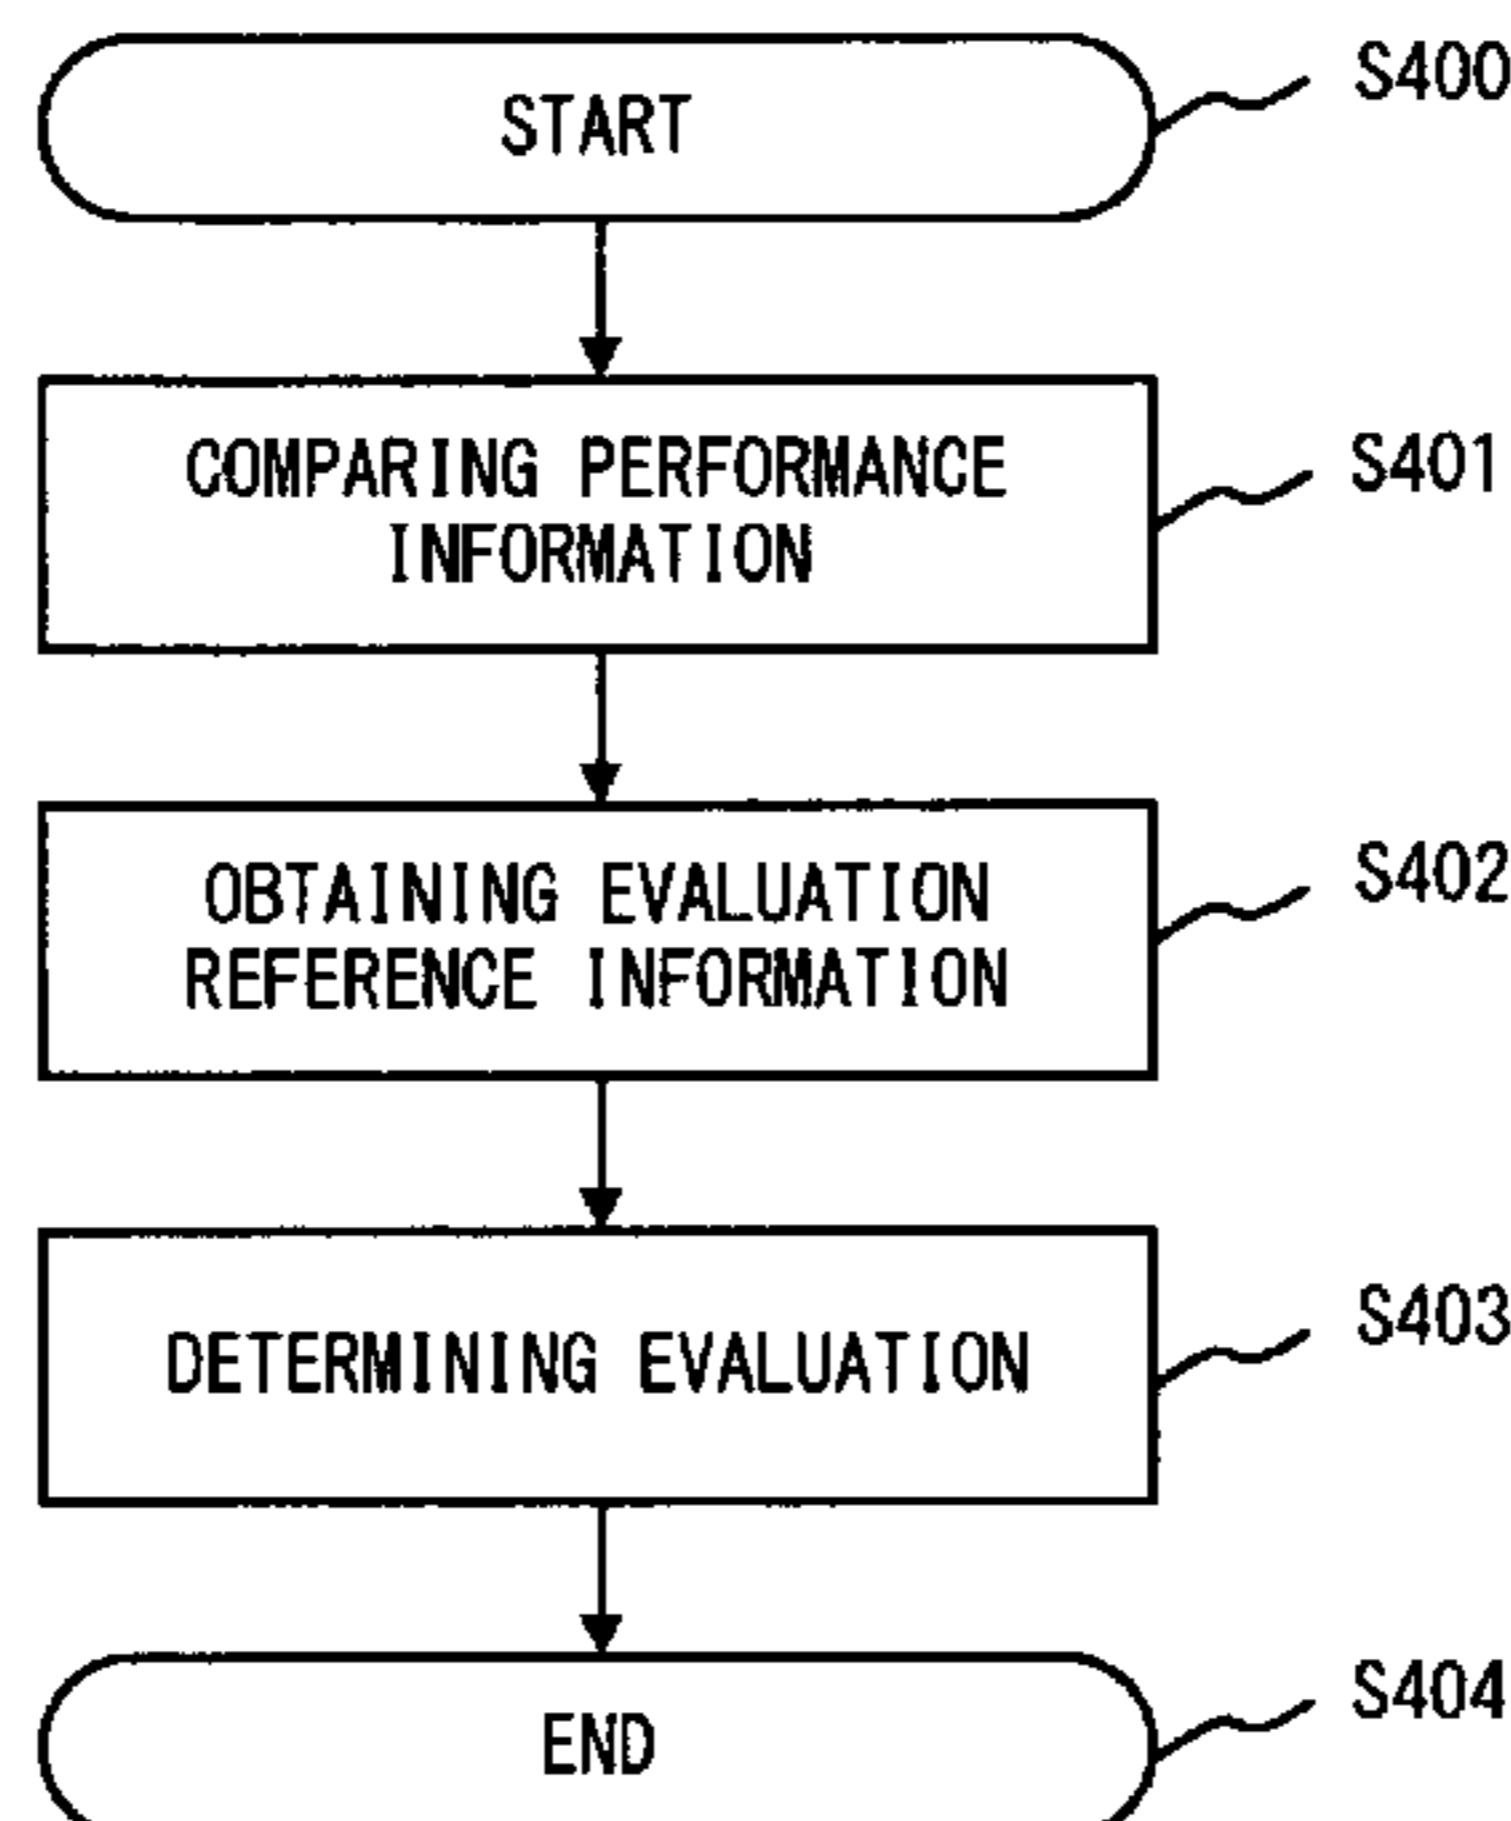 START
S400
COMPARING PERFORMANCE
INFORMATION
S401
OBTAINING EVALUATION
REFERENCE INFORMATION
S402
DETERMINING EVALUATION
S403
END
S404